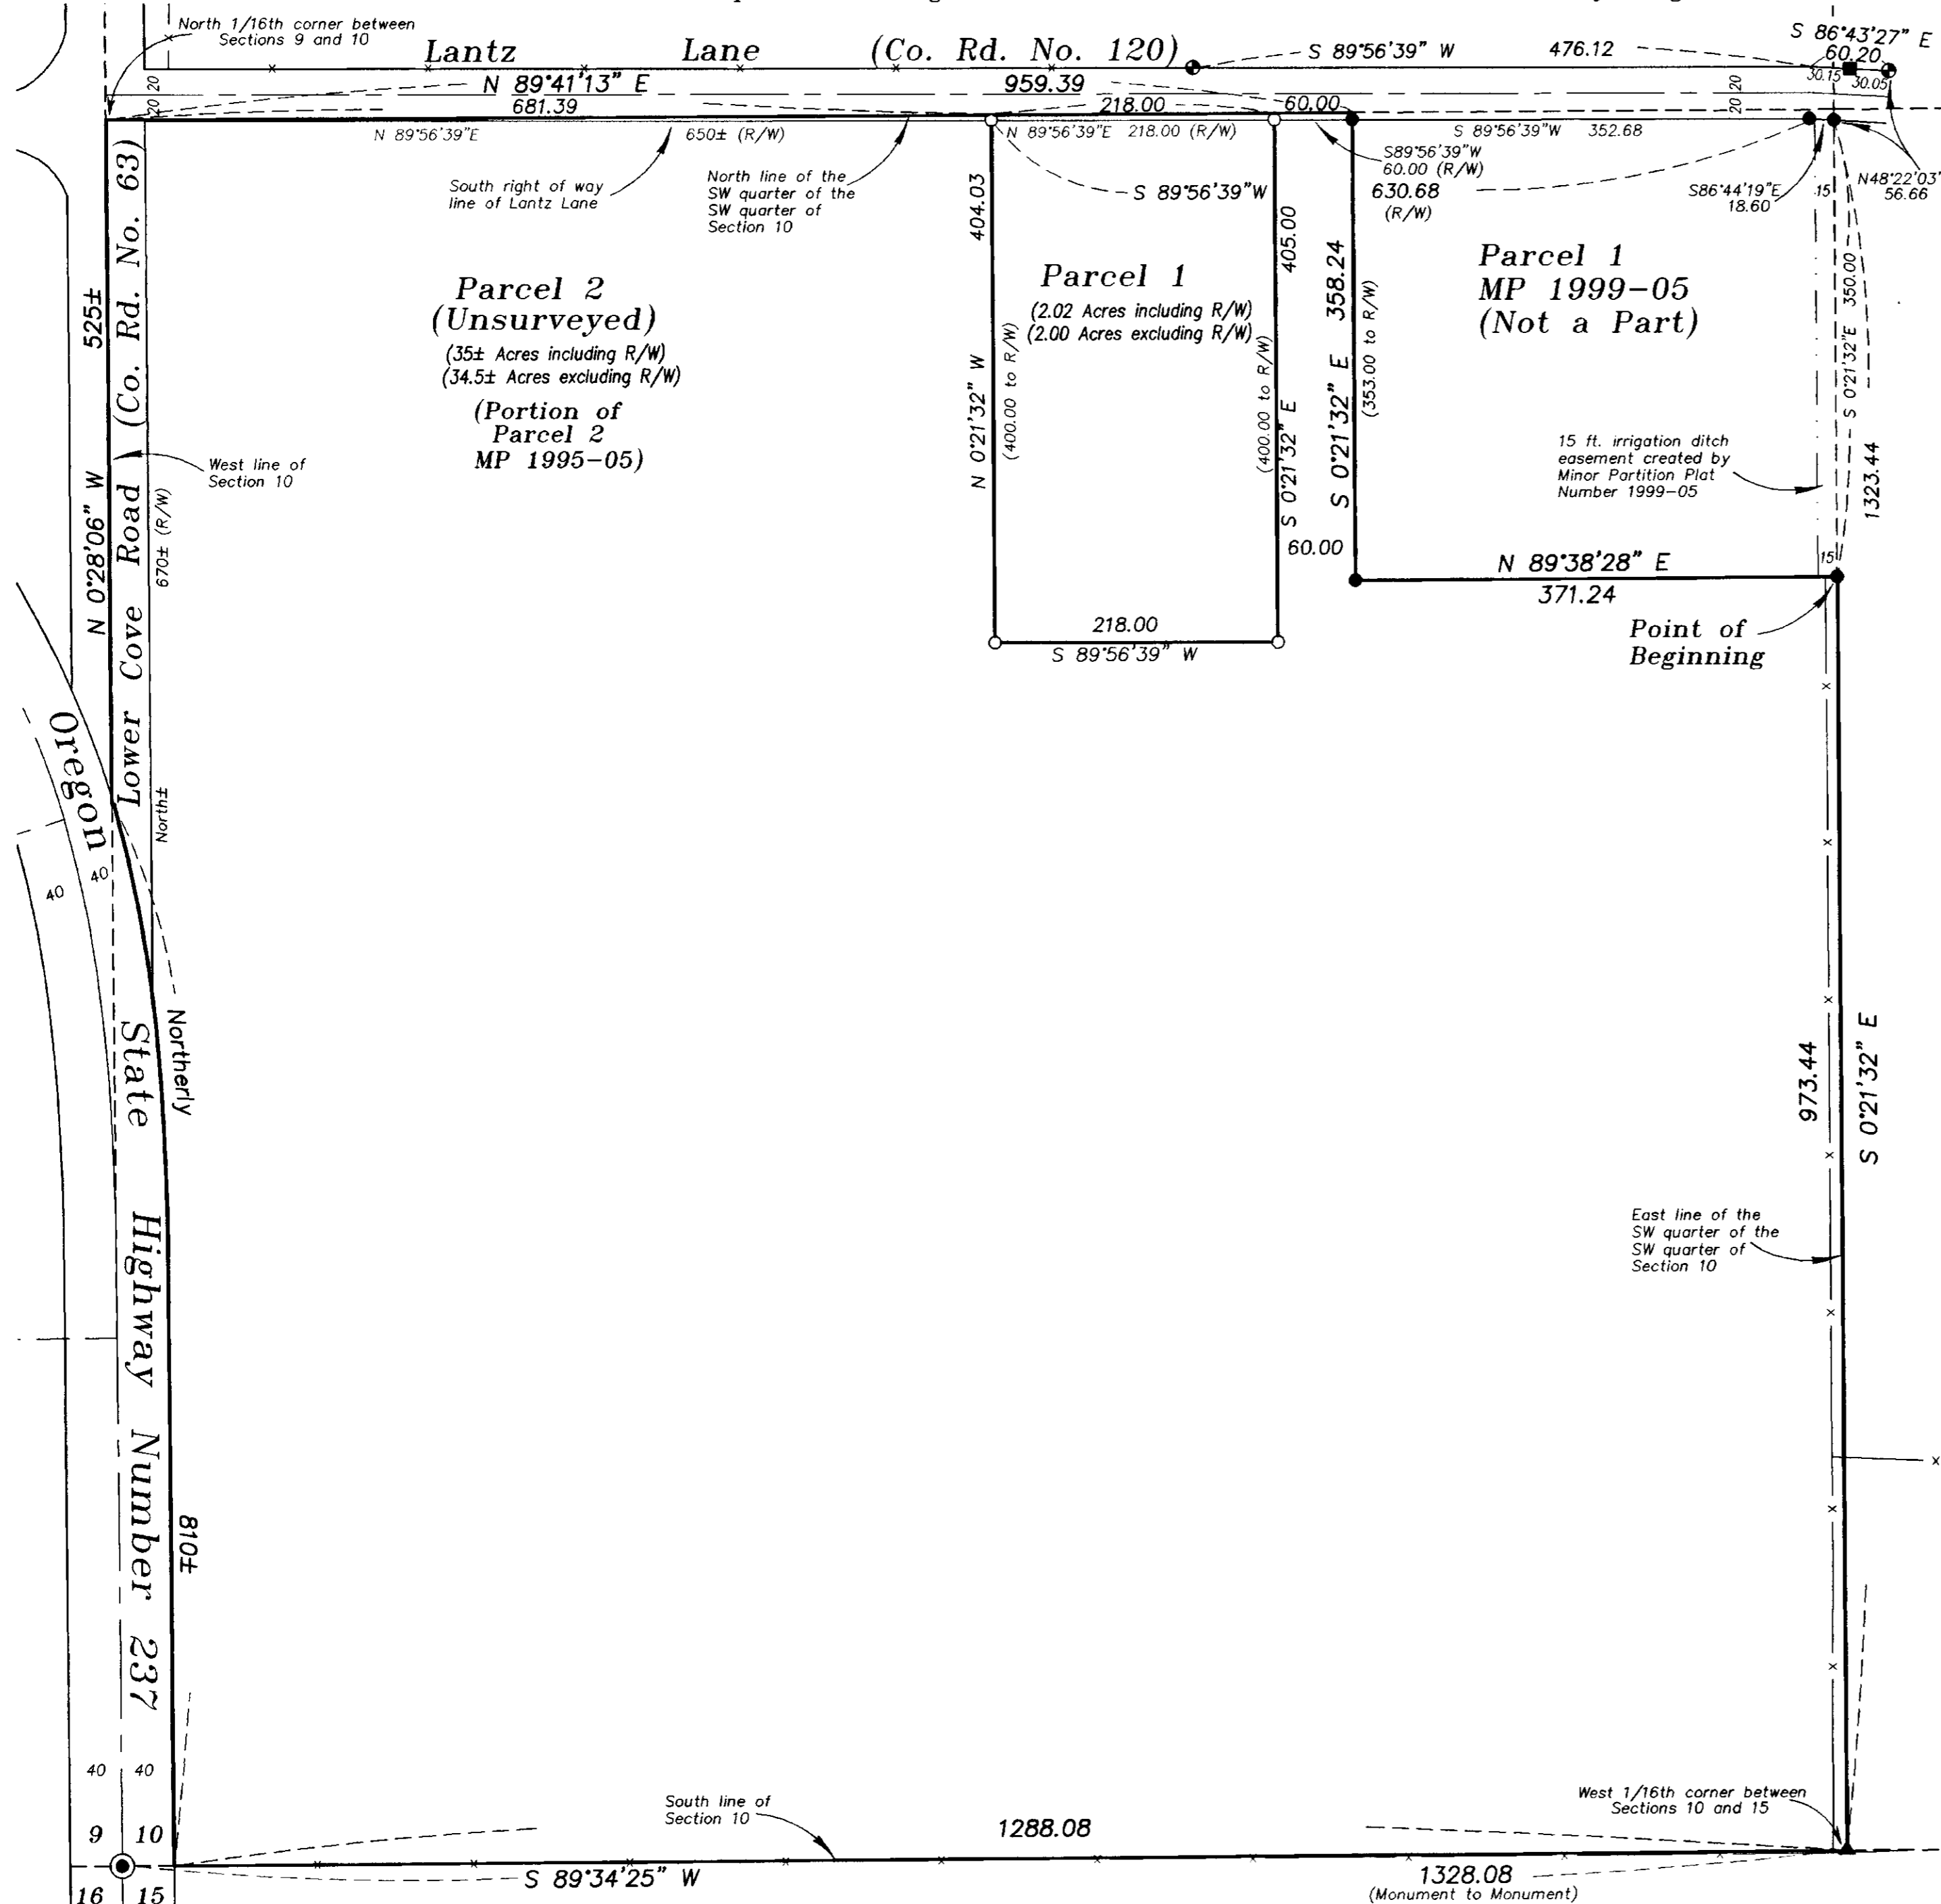 North 1/16th corner between
Sections 9 and 10
Lantz Lane (Co. Rd. No. 120)
S 89°56'39" W 476.12
S 86°43'27" E
60.20
30.15
30.05
20 20
N 89°41'13" E
959.39
20 20
681.39
218.00
60.00
N 89°56'39"E 650± (R/W)
N 89°56'39"E 218.00 (R/W)
S 89°56'39"W 352.68
S89°56'39"W
60.00 (R/W)
630.68
(R/W)
S86°44'19"E
18.60
15
N48°22'03"
56.66
South right of way
line of Lantz Lane
North line of the
SW quarter of the
SW quarter of
Section 10
S 89°56'39"W
404.03
405.00
358.24
(353.00 to R/W)
S 0°21'32" E
N 0°21'32" W
(400.00 to R/W)
(400.00 to R/W)
S 0°21'32" E
60.00
Parcel 2
(Unsurveyed)
(35± Acres including R/W)
(34.5± Acres excluding R/W)
(Portion of
Parcel 2
MP 1995-05)
Parcel 1
(2.02 Acres including R/W)
(2.00 Acres excluding R/W)
Parcel 1
MP 1999-05
(Not a Part)
S 0°21'32"E 350.00
1323.44
15 ft. irrigation ditch
easement created by
Minor Partition Plat
Number 1999-05
15
525±
N 0°28'06" W
Lower Cove Road (Co. Rd. No. 63)
West line of
Section 10
670± (R/W)
North±
N 89°38'28" E
371.24
Point of
Beginning
218.00
S 89°56'39" W
Oregon State Highway Number 237
40
40
Northerly
810±
973.44
S 0°21'32" E
East line of the
SW quarter of the
SW quarter of
Section 10
40 40
9 10
16 15
South line of
Section 10
1288.08
West 1/16th corner between
Sections 10 and 15
S 89°34'25" W
1328.08
(Monument to Monument)